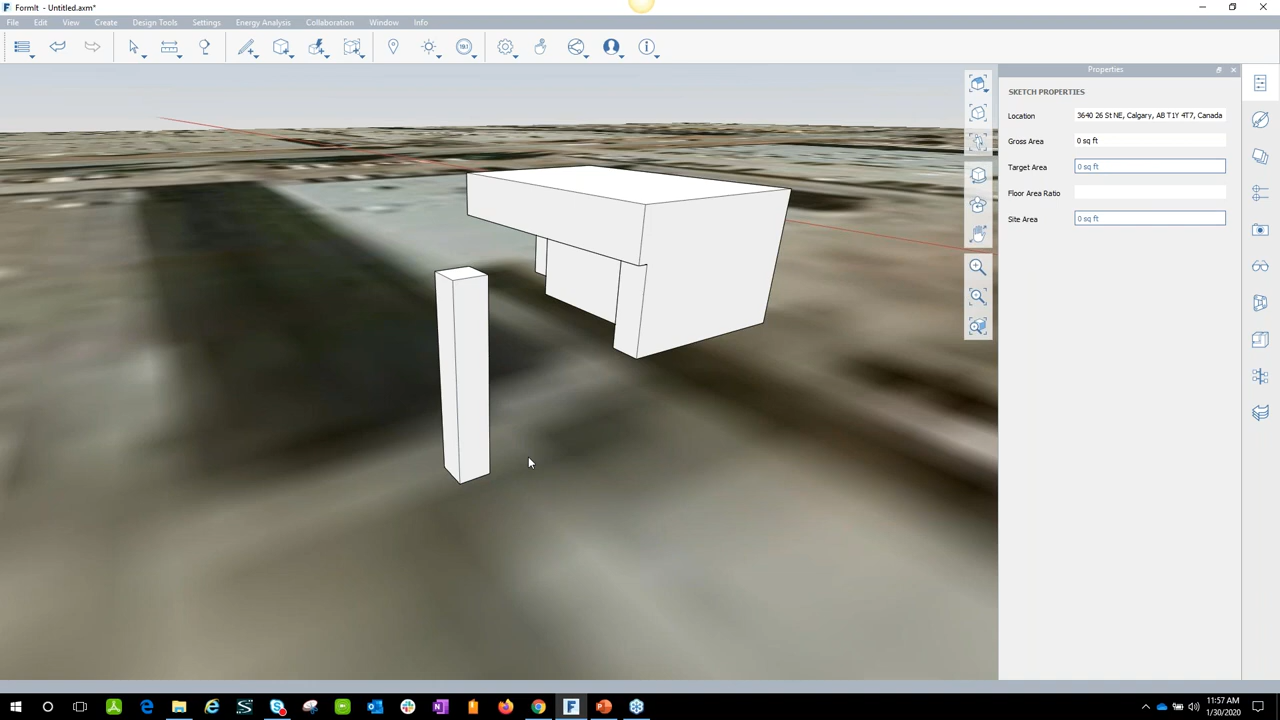 FormIt - Untitled.axm*
File Edit View Create Design Tools Settings Energy Analysis Collaboration Window Info
Properties
SKETCH PROPERTIES
Location 3640 26 St NE, Calgary, AB T1Y 4T7, Canada
Gross Area 0 sq ft
Target Area 0 sq ft
Floor Area Ratio
Site Area 0 sq ft
11:57 AM
1/30/2020